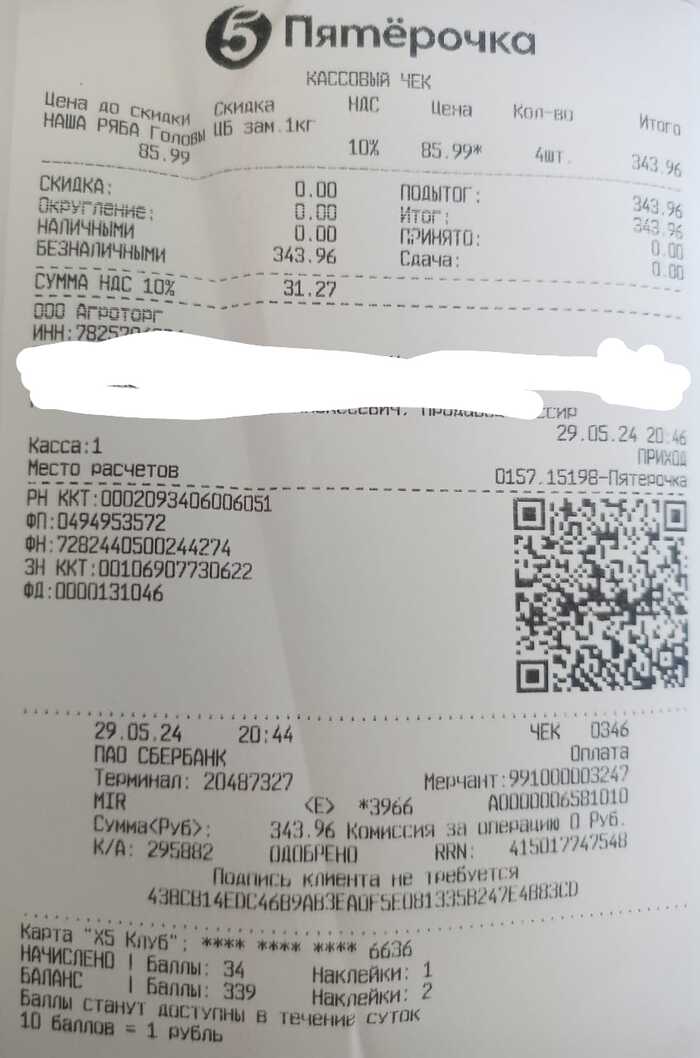 5 Пятёрочка
КАССОВЫЙ ЧЕК
Цена до скидки Скидка НДС Цена Кол-во Итого
НАША РЯБА Головы ЦБ зам.1кг
85.99 10% 85.99* 4шт. 343.96
СКИДКА: 0.00 ПОДЫТОГ: 343.96
Округление: 0.00 Итог: 343.96
НАЛИЧНЫМИ 0.00 ПРИНЯТО: 0.00
БЕЗНАЛИЧНЫМИ 343.96 Сдача: 0.00
СУММА НДС 10% 31.27
ООО Агроторг
ИНН:7825
29.05.24 20:46
Касса:1 ПРИХОД
Место расчетов 0157.15198-Пятерочка
РН ККТ:0002093406006051
ФП:0494953572
ФН:7282440500244274
ЗН ККТ:00106907730622
ФД:0000131046
29.05.24 20:44 ЧЕК 0346
ПАО СБЕРБАНК Оплата
Терминал: 20487327 Мерчант:991000003247
MIR <E> *3966 A0000006581010
Сумма<Руб>: 343.96 Комиссия за операцию 0 Руб.
К/А: 295882 ОДОБРЕНО RRN: 415017747548
Подпись клиента не требуется
43BCB14EDC46B9AB3EA0F5E081335B247E4B83CD
Карта "X5 Клуб": **** **** **** 6636
НАЧИСЛЕНО | Баллы: 34 Наклейки: 1
БАЛАНС | Баллы: 339 Наклейки: 2
Баллы станут доступны в течение суток
10 баллов = 1 рубль